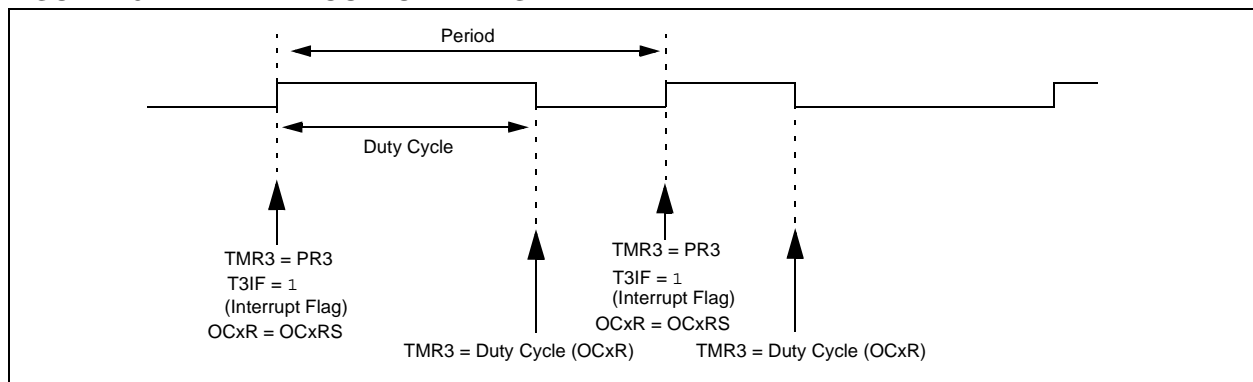 Period
Duty Cycle
TMR3 = PR3
T3IF = 1
(Interrupt Flag)
OCxR = OCxRS
TMR3 = Duty Cycle (OCxR)
TMR3 = PR3
T3IF = 1
(Interrupt Flag)
OCxR = OCxRS
TMR3 = Duty Cycle (OCxR)